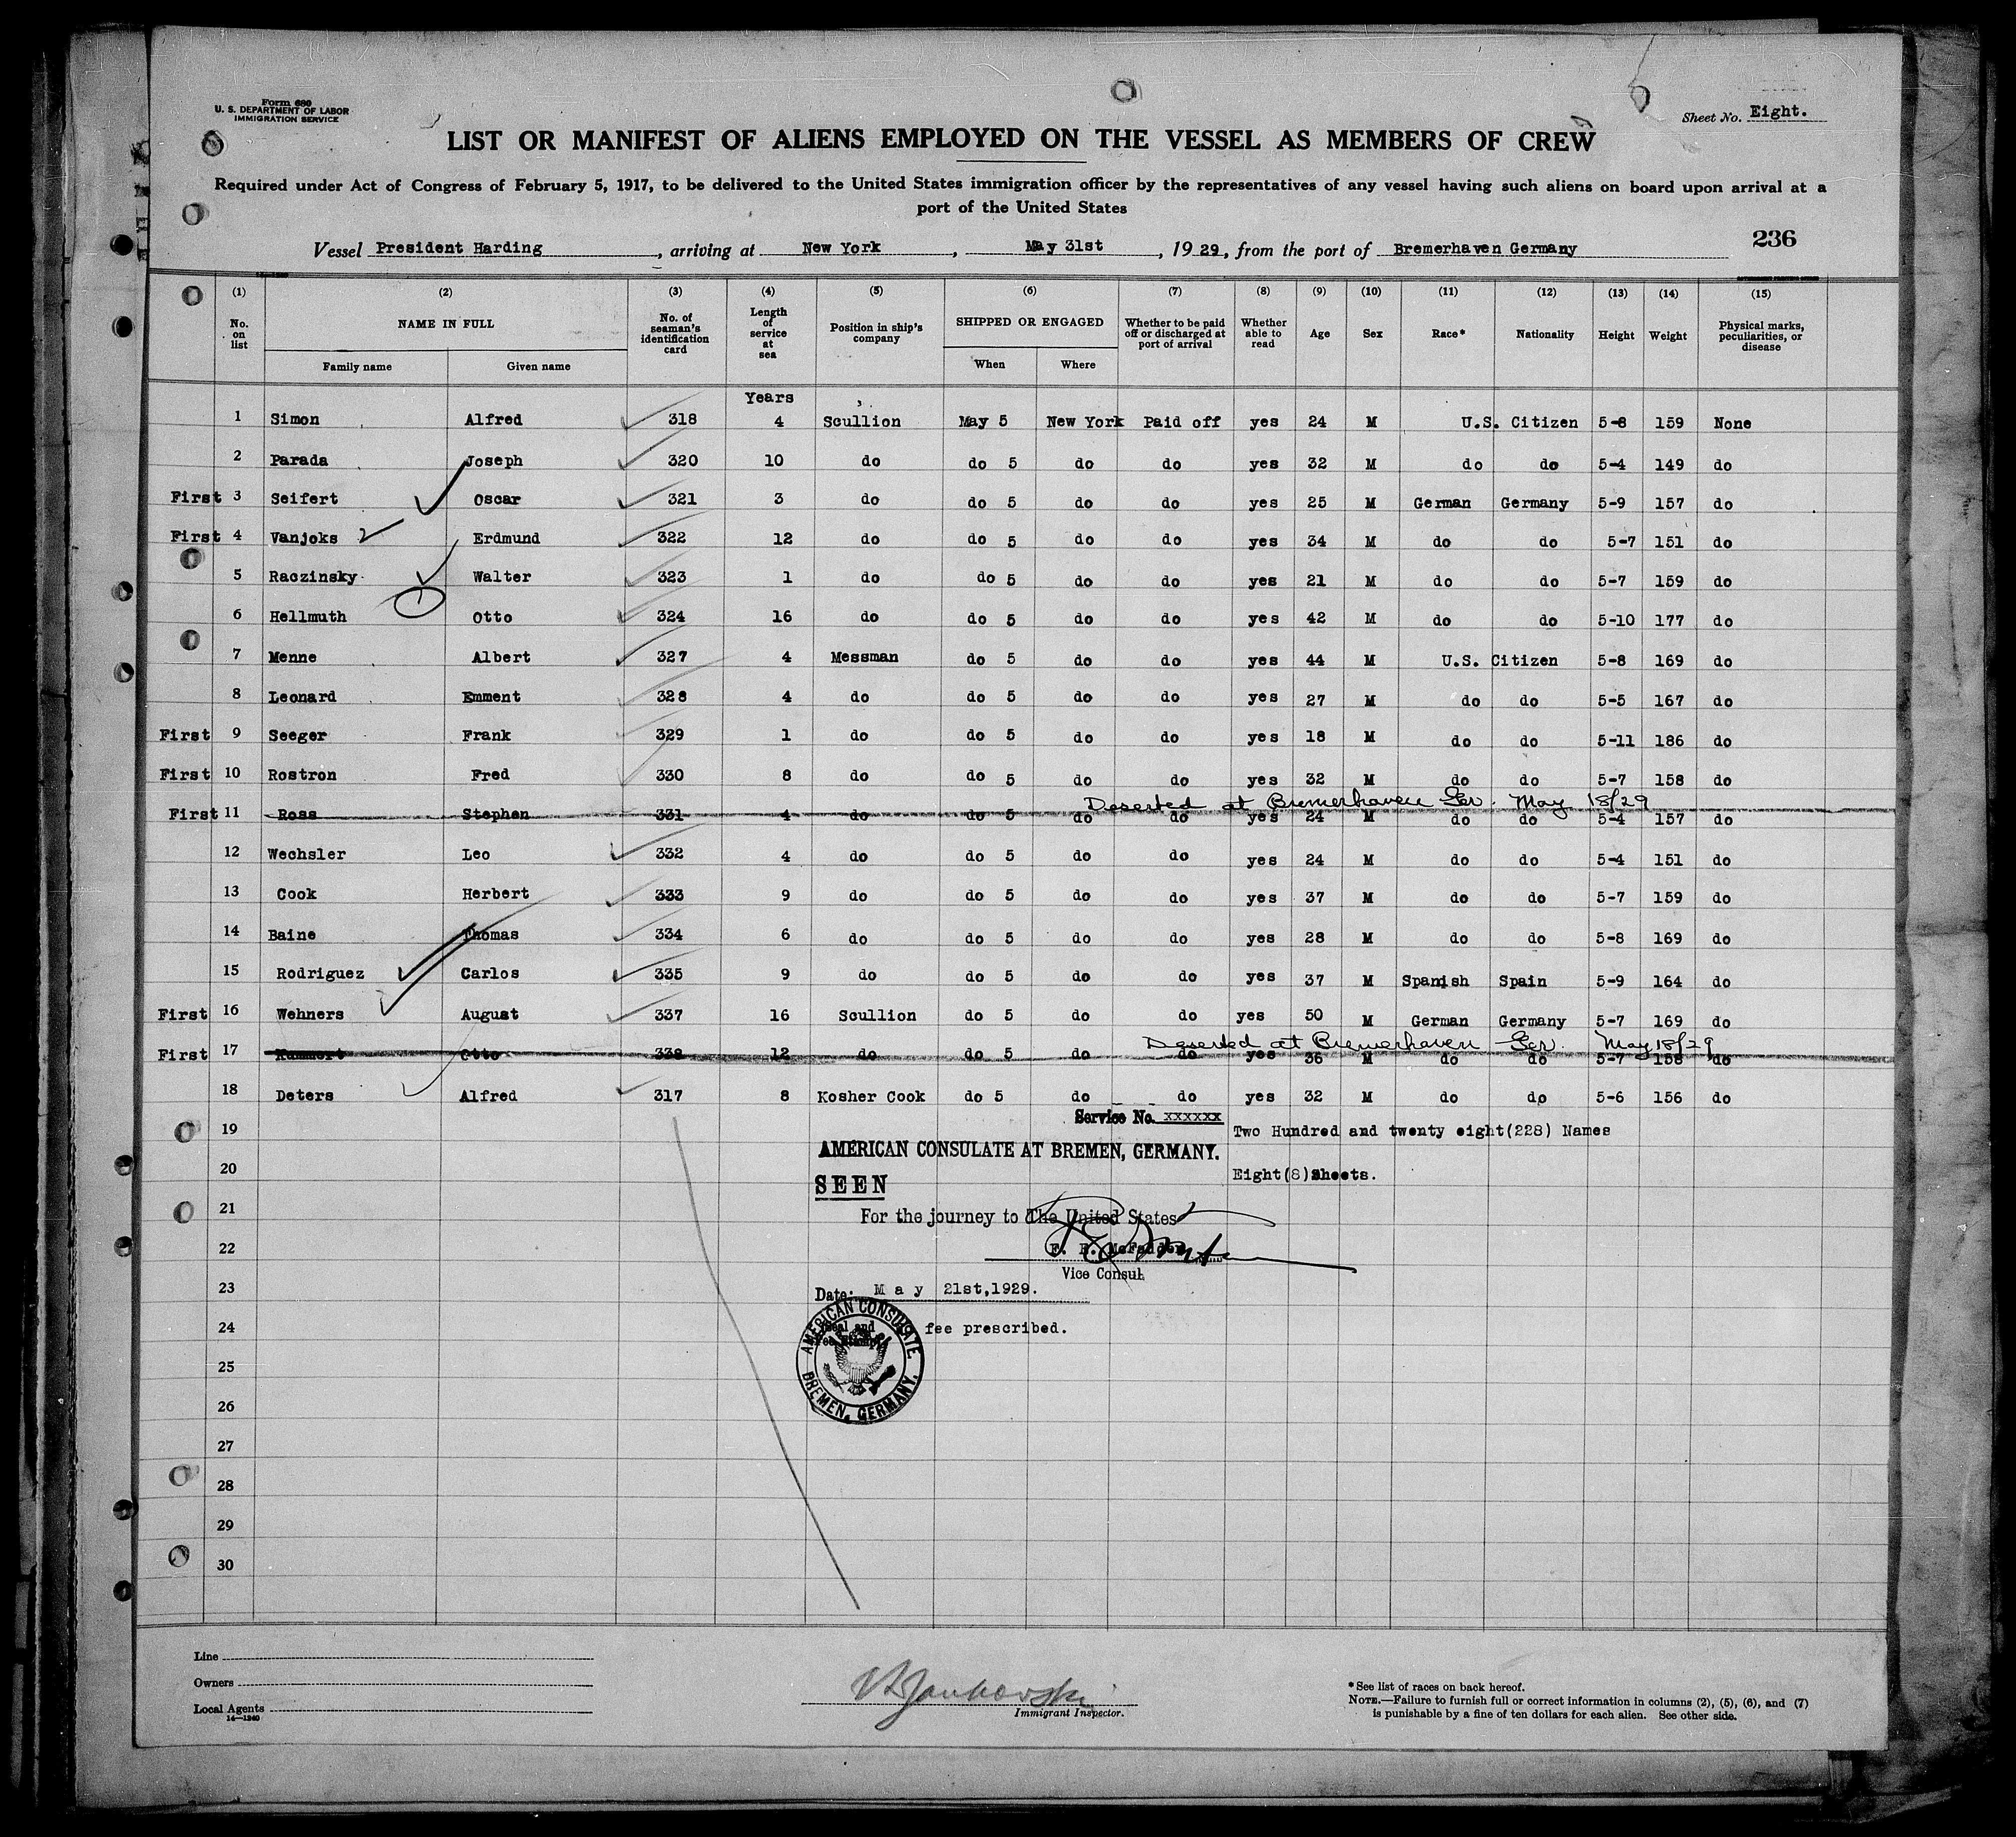 Form 680
U. S. DEPARTMENT OF LABOR
IMMIGRATION SERVICE
Sheet No. Eight.
LIST OR MANIFEST OF ALIENS EMPLOYED ON THE VESSEL AS MEMBERS OF CREW
Required under Act of Congress of February 5, 1917, to be delivered to the United States immigration officer by the representatives of any vessel having such aliens on board upon arrival at a
port of the United States
Vessel President Harding, arriving at New York, May 31st, 1929, from the port of Bremerhaven Germany
236
(1) (2) (3) (4) (5) (6) (7) (8) (9) (10) (11) (12) (13) (14) (15)
No. on list NAME IN FULL Family name Given name No. of seaman's identification card Length of service at sea Position in ship's company SHIPPED OR ENGAGED When Where Whether to be paid off or discharged at port of arrival Whether able to read Age Sex Race* Nationality Height Weight Physical marks, peculiarities, or disease
Years
1 Simon Alfred 318 4 Scullion May 5 New York Paid off yes 24 M U.S. Citizen 5-8 159 None
2 Parada Joseph 320 10 do do 5 do do yes 32 M do do 5-4 149 do
First 3 Seifert Oscar 321 3 do do 5 do do yes 25 M German Germany 5-9 157 do
First 4 Vanjoks Erdmund 322 12 do do 5 do do yes 34 M do do 5-7 151 do
5 Raczinsky Walter 323 1 do do 5 do do yes 21 M do do 5-7 159 do
6 Hellmuth Otto 324 16 do do 5 do do yes 42 M do do 5-10 177 do
7 Menne Albert 327 4 Messman do 5 do do yes 44 M U.S. Citizen 5-8 169 do
8 Leonard Emment 328 4 do do 5 do do yes 27 M do do 5-5 167 do
First 9 Seeger Frank 329 1 do do 5 do do yes 18 M do do 5-11 186 do
First 10 Rostron Fred 330 8 do do 5 do do yes 32 M do do 5-7 158 do
Deserted at Bremerhaven Ger. May 18/29
First 11 Ross Stephen 331 4 do do 5 do do yes 24 M do do 5-4 157 do
12 Wechsler Leo 332 4 do do 5 do do yes 24 M do do 5-4 151 do
13 Cook Herbert 333 9 do do 5 do do yes 37 M do do 5-7 159 do
14 Baine Thomas 334 6 do do 5 do do yes 28 M do do 5-8 169 do
15 Rodriguez Carlos 335 9 do do 5 do do yes 37 M Spanish Spain 5-9 164 do
First 16 Wehners August 337 16 Scullion do 5 do do yes 50 M German Germany 5-7 169 do
Deserted at Bremerhaven Ger. May 18/29
First 17 Otto 338 12 do do 5 do do yes 36 M do do 5-7 158 do
18 Deters Alfred 317 8 Kosher Cook do 5 do do yes 32 M do do 5-6 156 do
Service No. xxxxxx
19 Two Hundred and twenty eight(228) Names
AMERICAN CONSULATE AT BREMEN, GERMANY.
20 Eight(8)Sheets.
SEEN
21 For the journey to The United States
22
Vice Consul
23 Date: May 21st,1929.
24 fee prescribed.
AMERICAN CONSULATE. BREMEN, GERMANY.
25
26
27
28
29
30
Line
Owners
Local Agents
14—1240
Immigrant Inspector.
*See list of races on back hereof.
NOTE.—Failure to furnish full or correct information in columns (2), (5), (6), and (7)
is punishable by a fine of ten dollars for each alien. See other side.